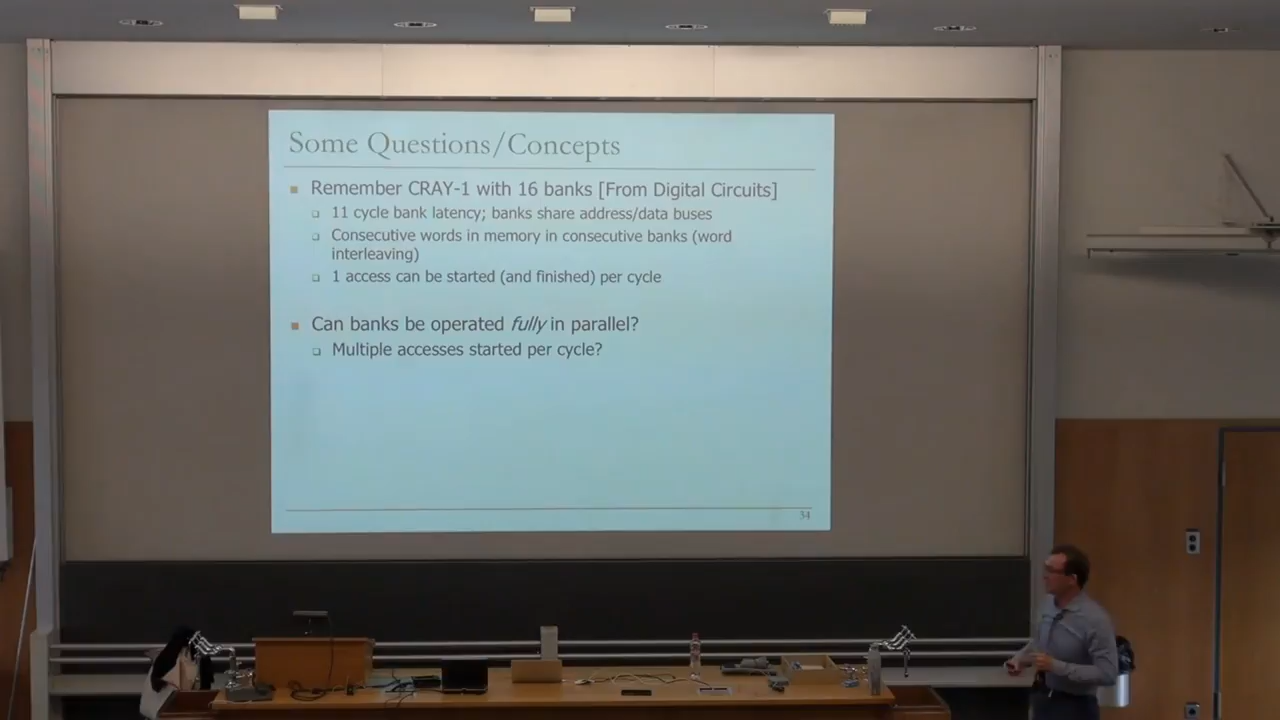 Some Questions/Concepts
Remember CRAY-1 with 16 banks [From Digital Circuits]
11 cycle bank latency; banks share address/data buses
Consecutive words in memory in consecutive banks (word
interleaving)
1 access can be started (and finished) per cycle
Can banks be operated fully in parallel?
Multiple accesses started per cycle?
34